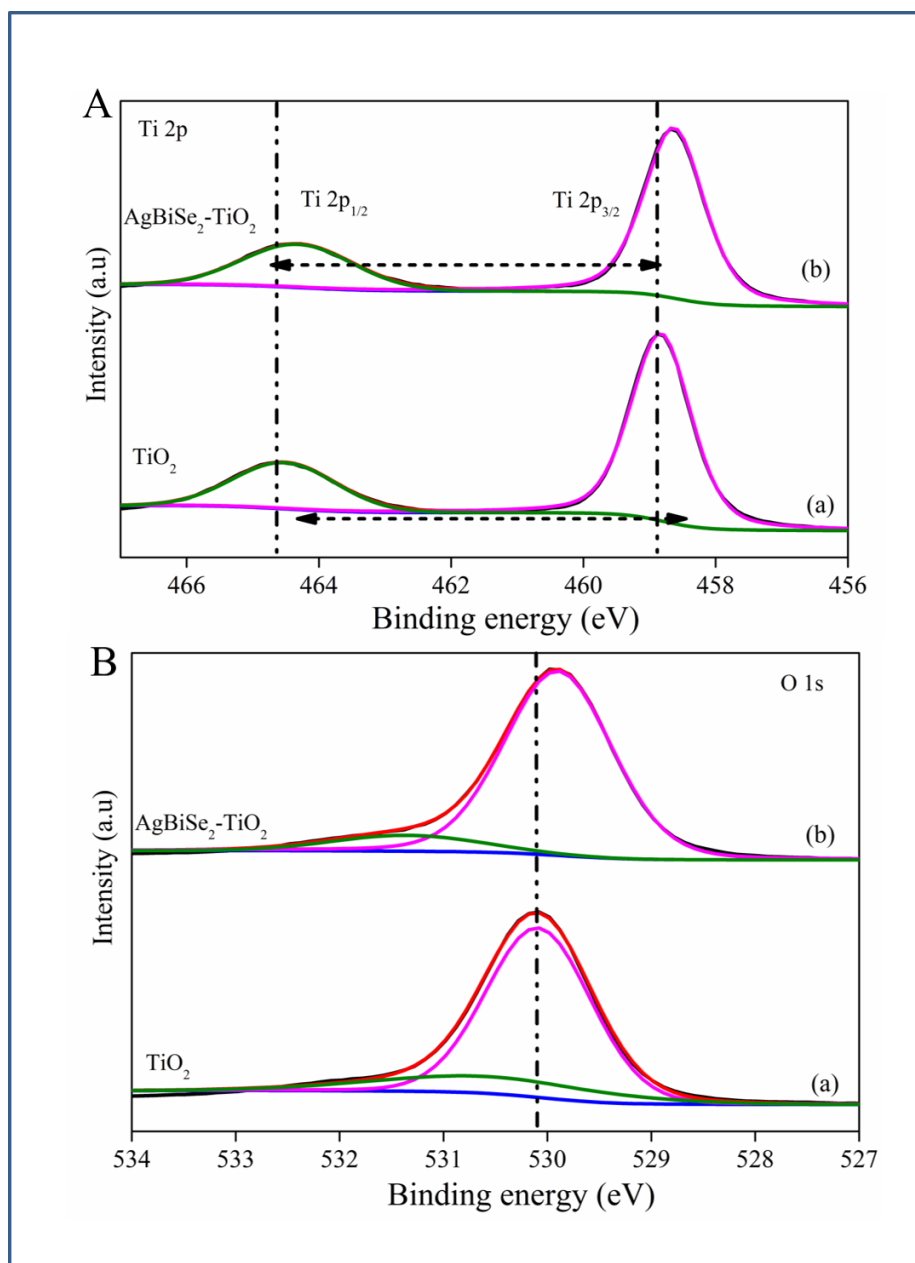 A
Ti 2p
AgBiSe₂-TiO₂
Ti 2p₁/₂
Ti 2p₃/₂
(b)
TiO₂
(a)
Intensity (a.u)
466 464 462 460 458 456
Binding energy (eV)
B
O 1s
AgBiSe₂-TiO₂
(b)
TiO₂
(a)
Intensity (a.u)
534 533 532 531 530 529 528 527
Binding energy (eV)